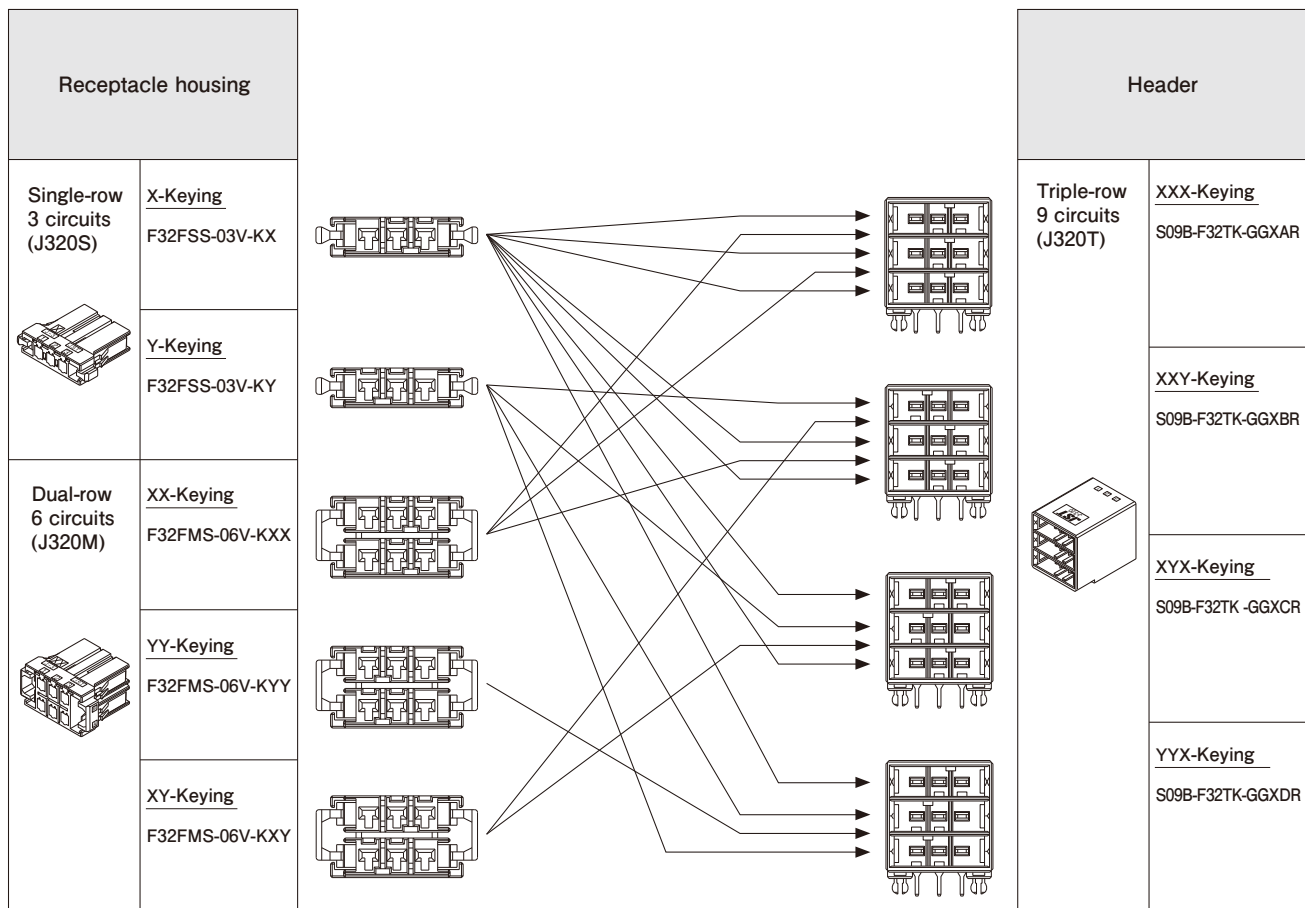 Receptacle housing
Single-row
3 circuits
(J320S)
X-Keying
F32FSS-03V-KX
Y-Keying
F32FSS-03V-KY
Dual-row
6 circuits
(J320M)
XX-Keying
F32FMS-06V-KXX
YY-Keying
F32FMS-06V-KYY
XY-Keying
F32FMS-06V-KXY
Header
Triple-row
9 circuits
(J320T)
XXX-Keying
S09B-F32TK-GGXAR
XXY-Keying
S09B-F32TK-GGXBR
XYX-Keying
S09B-F32TK -GGXCR
YYX-Keying
S09B-F32TK-GGXDR
JST